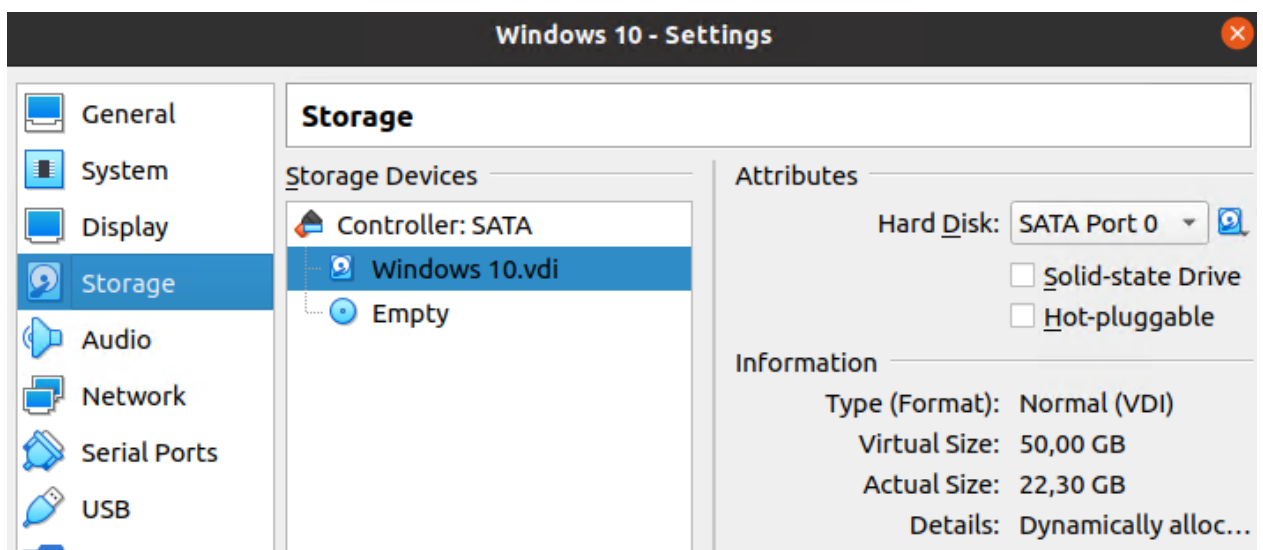 Windows 10 - Settings
General
System
Display
Storage
Audio
Network
Serial Ports
USB
Storage
Storage Devices
Controller: SATA
Windows 10.vdi
Empty
Attributes
Hard Disk: SATA Port 0
Solid-state Drive
Hot-pluggable
Information
Type (Format): Normal (VDI)
Virtual Size: 50,00 GB
Actual Size: 22,30 GB
Details: Dynamically alloc...